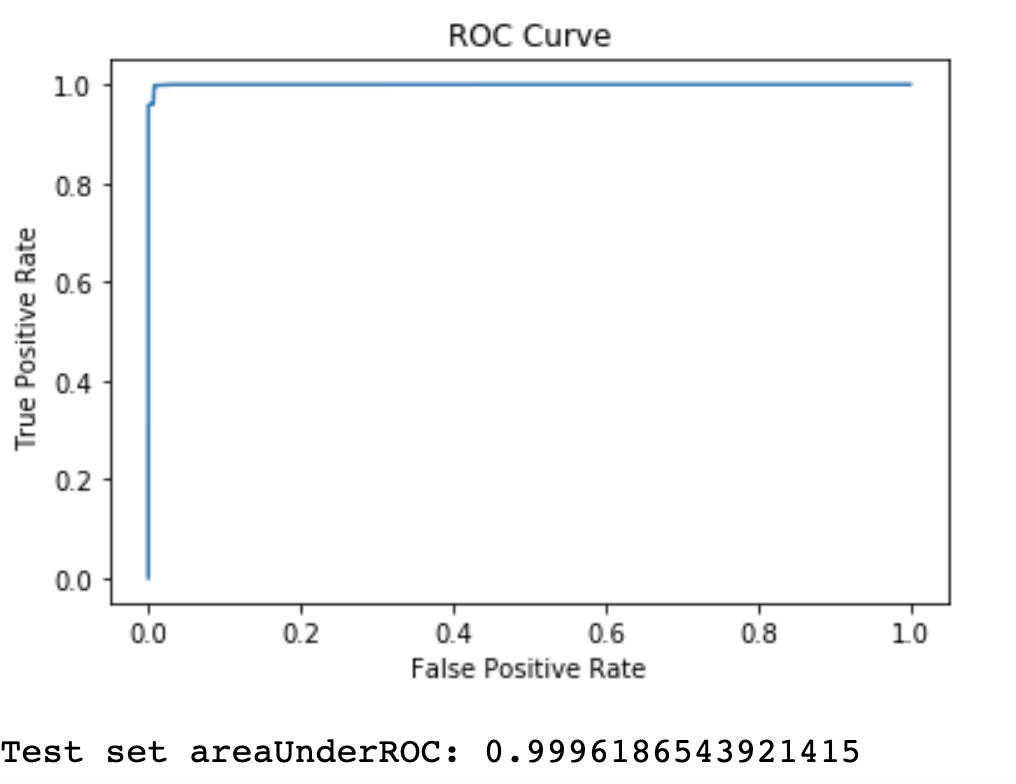 ROC Curve
1.0
0.8
0.6
0.4
0.2
0.0
True Positive Rate
0.0 0.2 0.4 0.6 0.8 1.0
False Positive Rate
Test set areaUnderROC: 0.9996186543921415